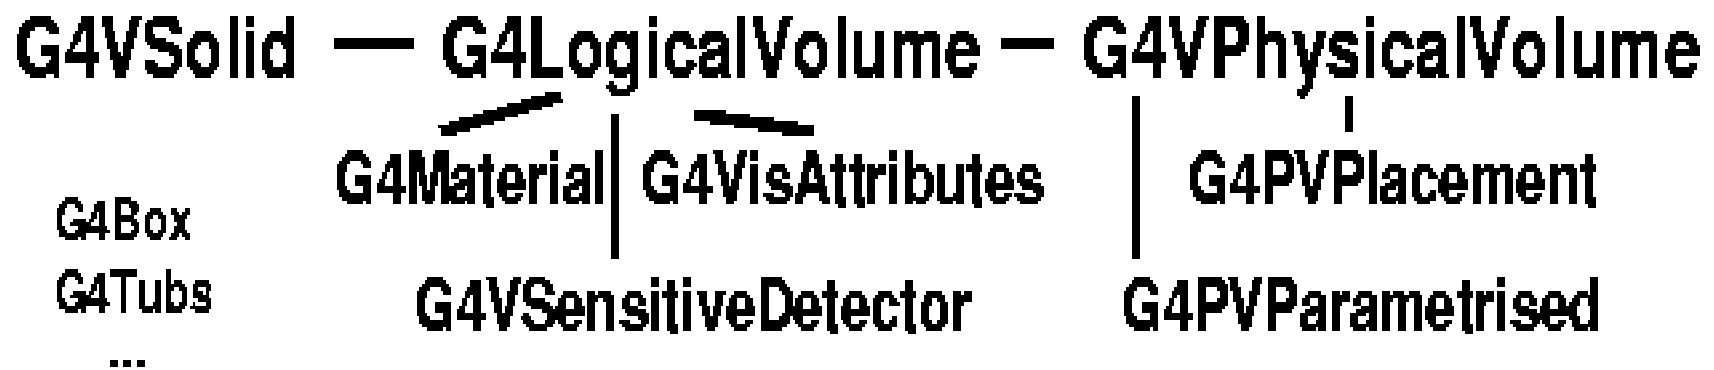 G4VSolid — G4LogicalVolume — G4VPhysicalVolume
G4Material G4VisAttributes G4PVPlacement
G4Box
G4Tubs
G4VSensitiveDetector G4PVParametrised
...